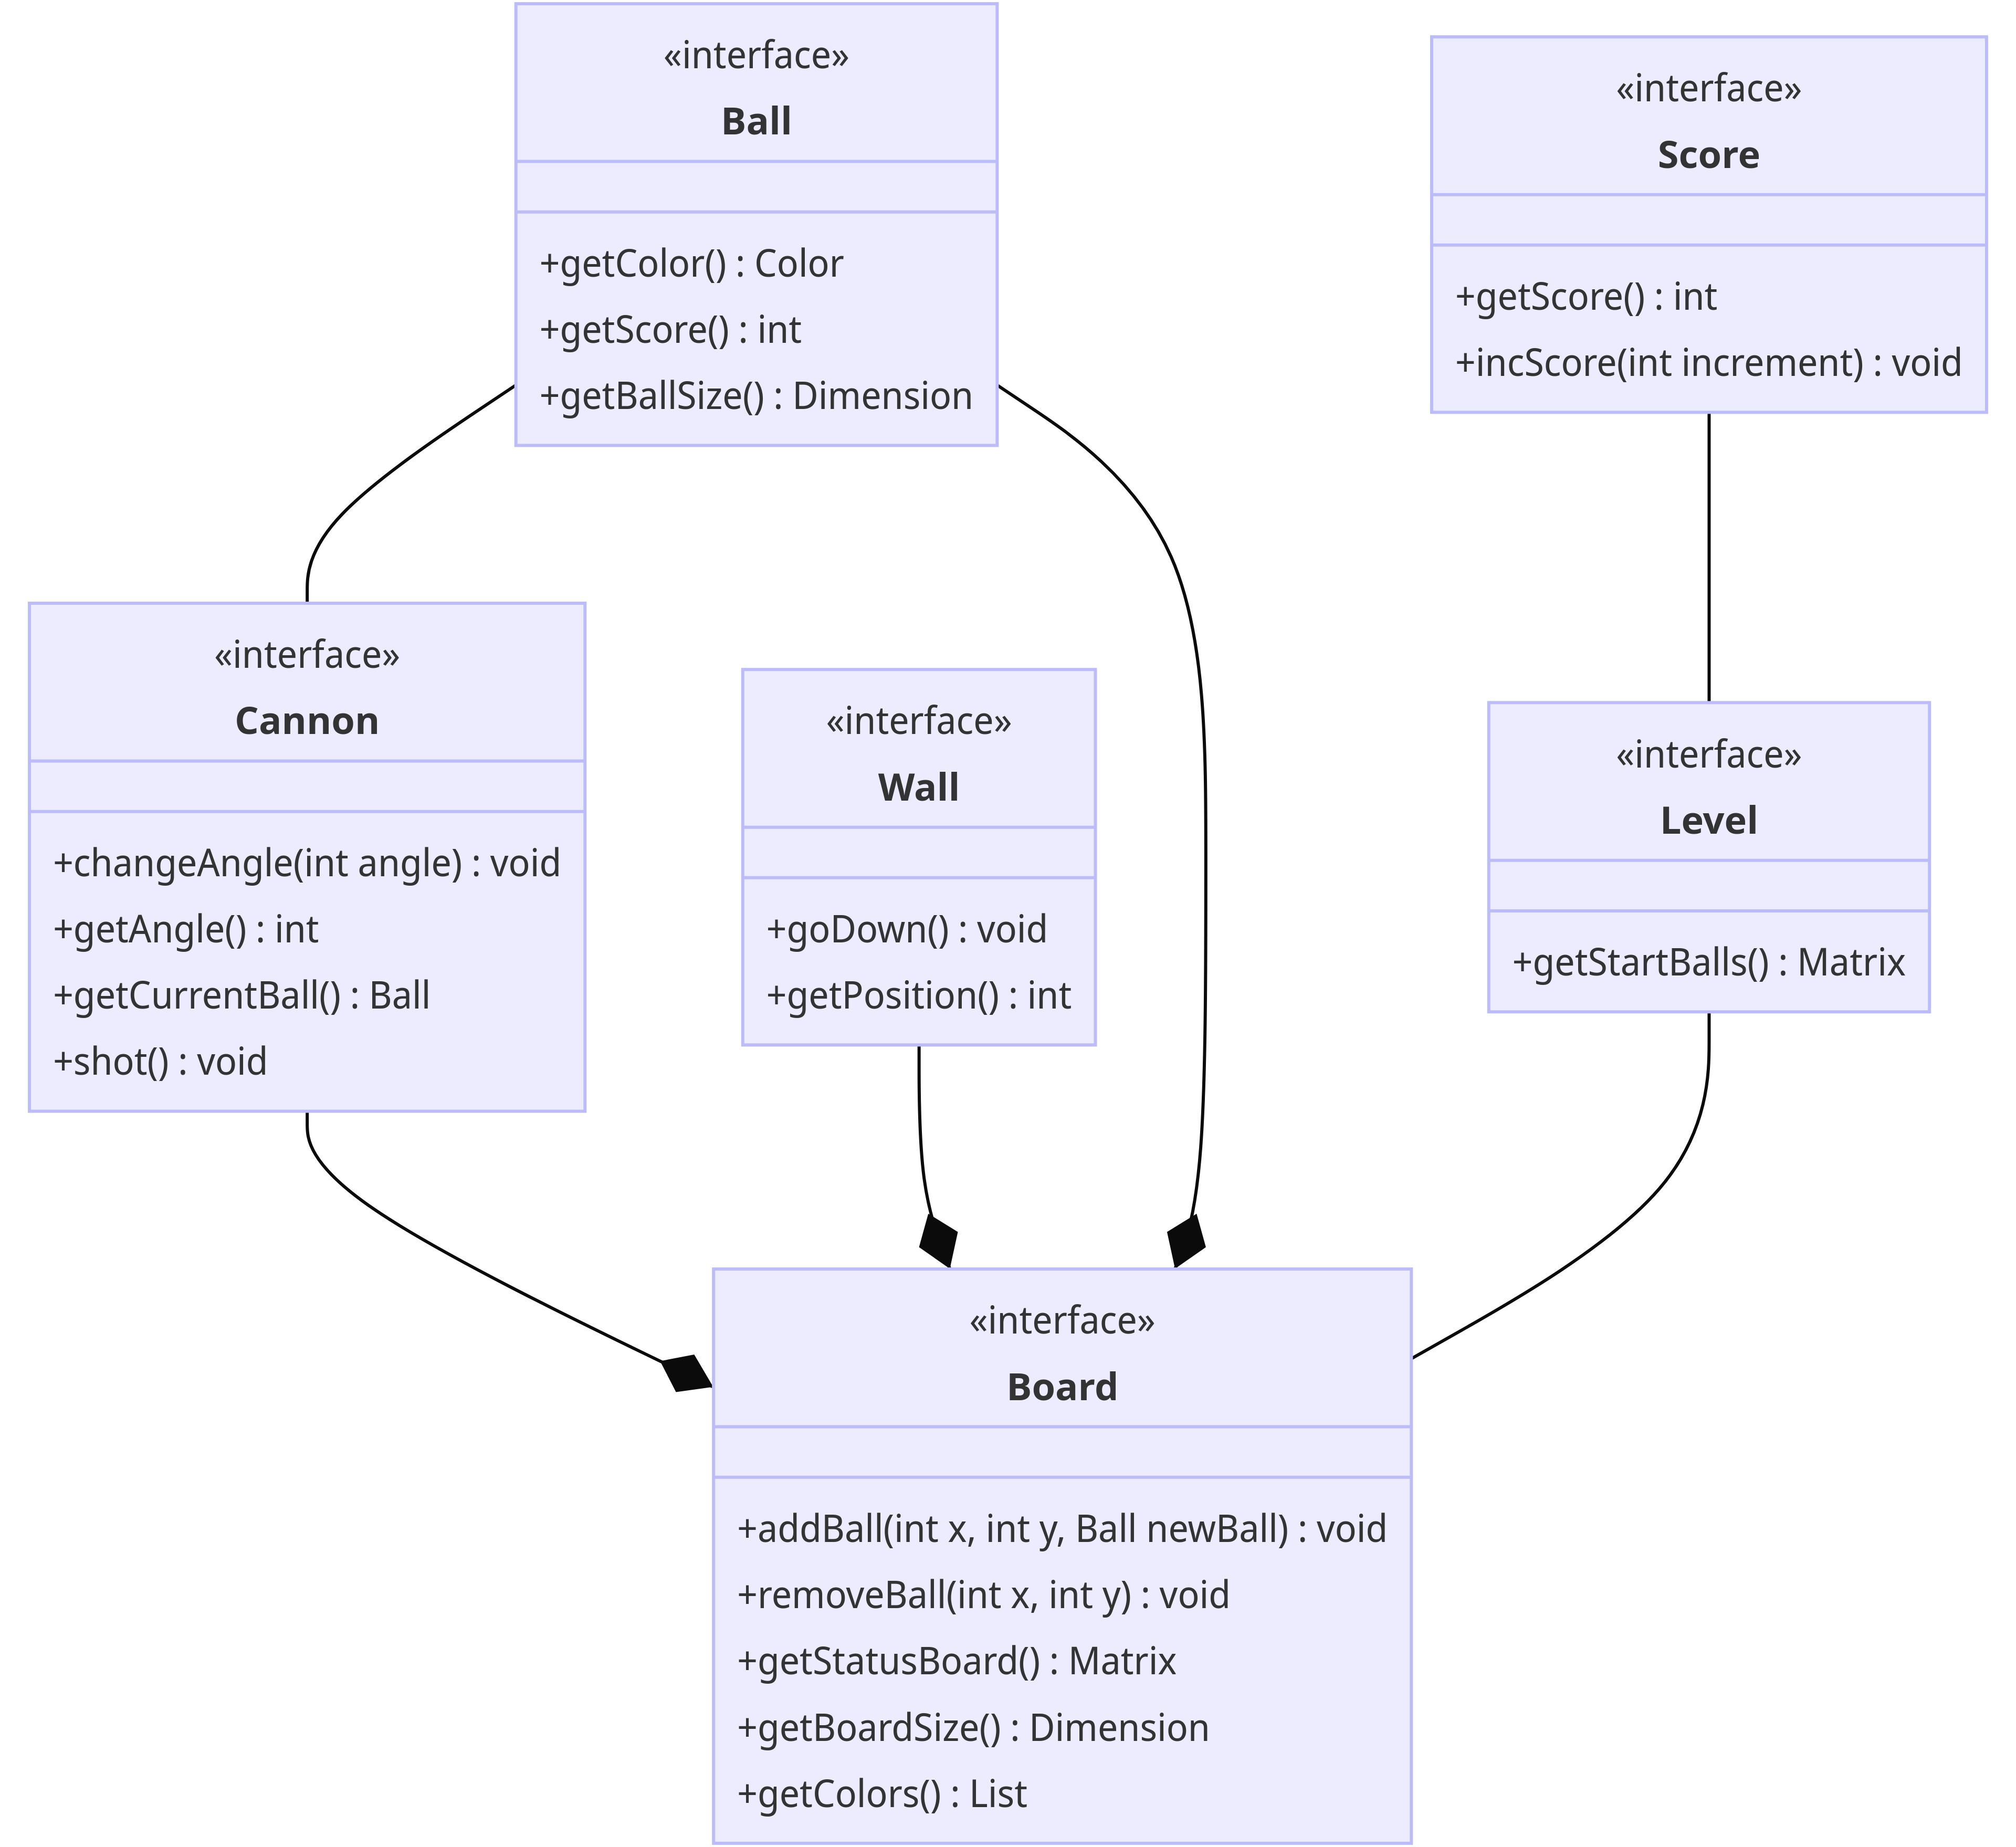 «interface»
Ball
+getColor() : Color
+getScore() : int
+getBallSize() : Dimension
«interface»
Score
+getScore() : int
+incScore(int increment) : void
«interface»
Cannon
+changeAngle(int angle) : void
+getAngle() : int
+getCurrentBall() : Ball
+shot() : void
«interface»
Wall
+goDown() : void
+getPosition() : int
«interface»
Level
+getStartBalls() : Matrix
«interface»
Board
+addBall(int x, int y, Ball newBall) : void
+removeBall(int x, int y) : void
+getStatusBoard() : Matrix
+getBoardSize() : Dimension
+getColors() : List